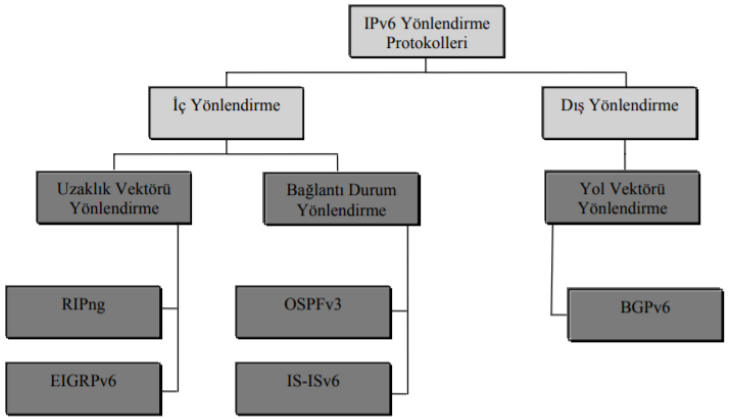 IPv6 Yönlendirme
Protokolleri
İç Yönlendirme
Dış Yönlendirme
Uzaklık Vektörü
Yönlendirme
Bağlantı Durum
Yönlendirme
Yol Vektörü
Yönlendirme
RIPng
OSPFv3
BGPv6
EIGRPv6
IS-ISv6